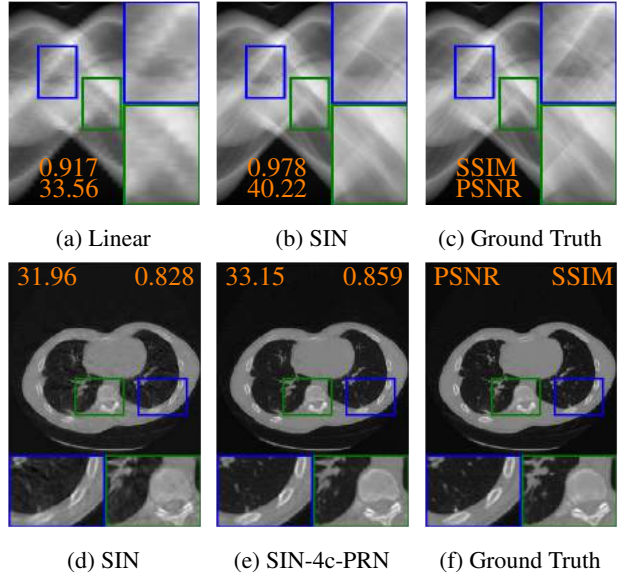 0.917
33.56
0.978
40.22
SSIM
PSNR
(a) Linear
(b) SIN
(c) Ground Truth
31.96 0.828
33.15 0.859
PSNR SSIM
(d) SIN
(e) SIN-4c-PRN
(f) Ground Truth